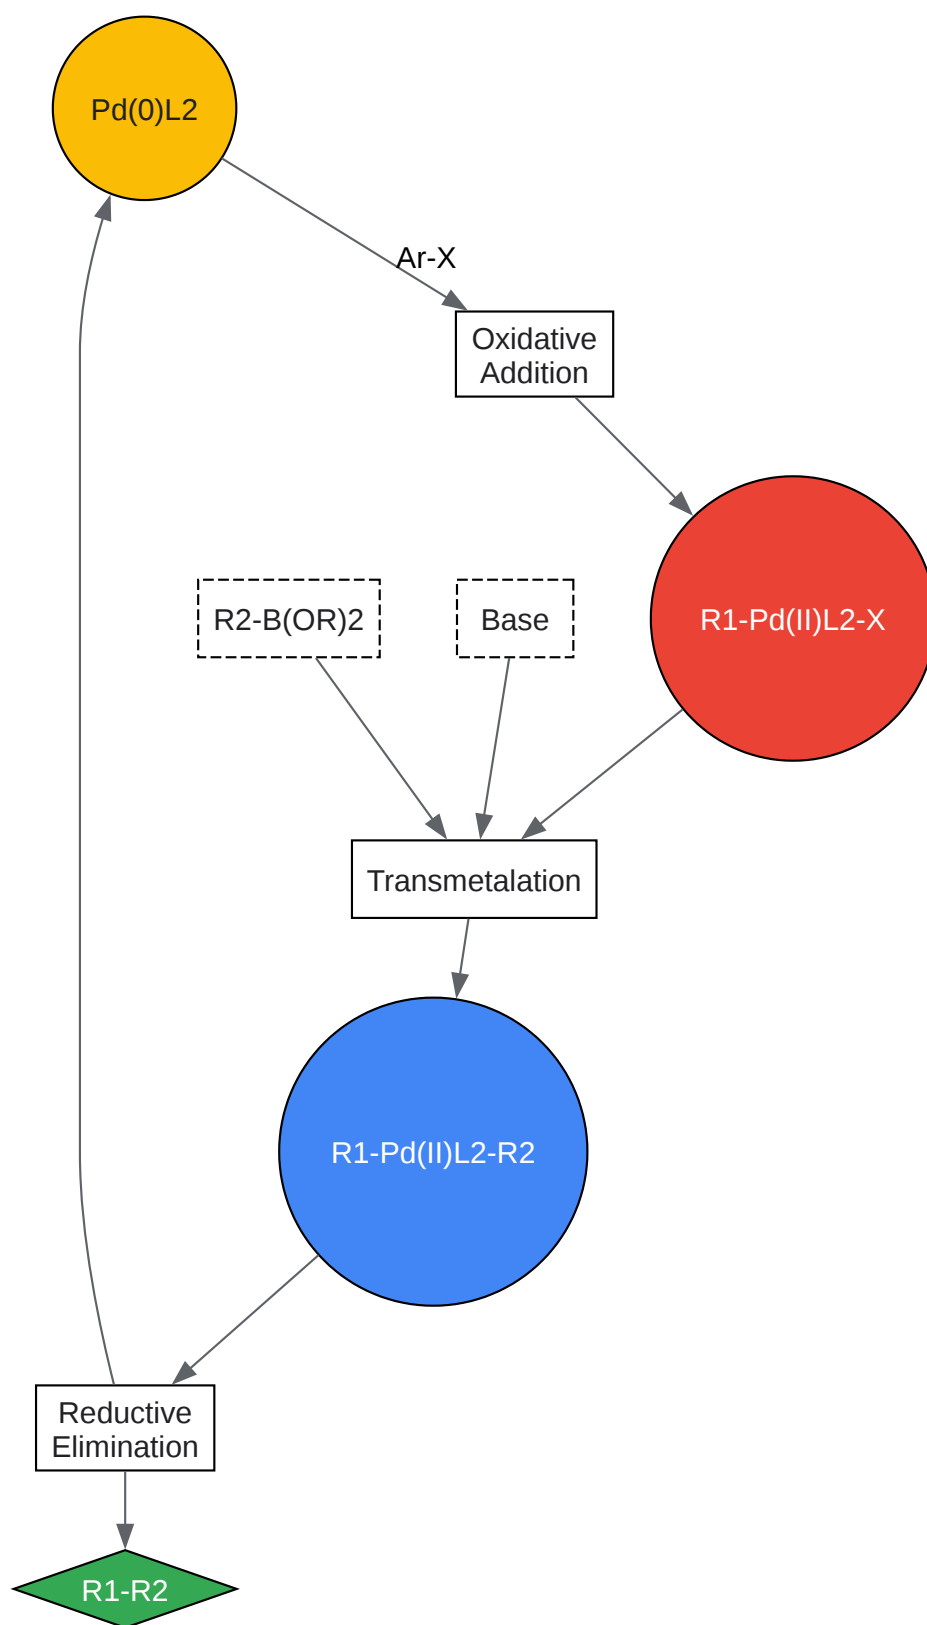 Pd(0)L2
Ar-X
Oxidative
Addition
R2-B(OR)2
Base
R1-Pd(II)L2-X
Transmetalation
R1-Pd(II)L2-R2
Reductive
Elimination
R1-R2